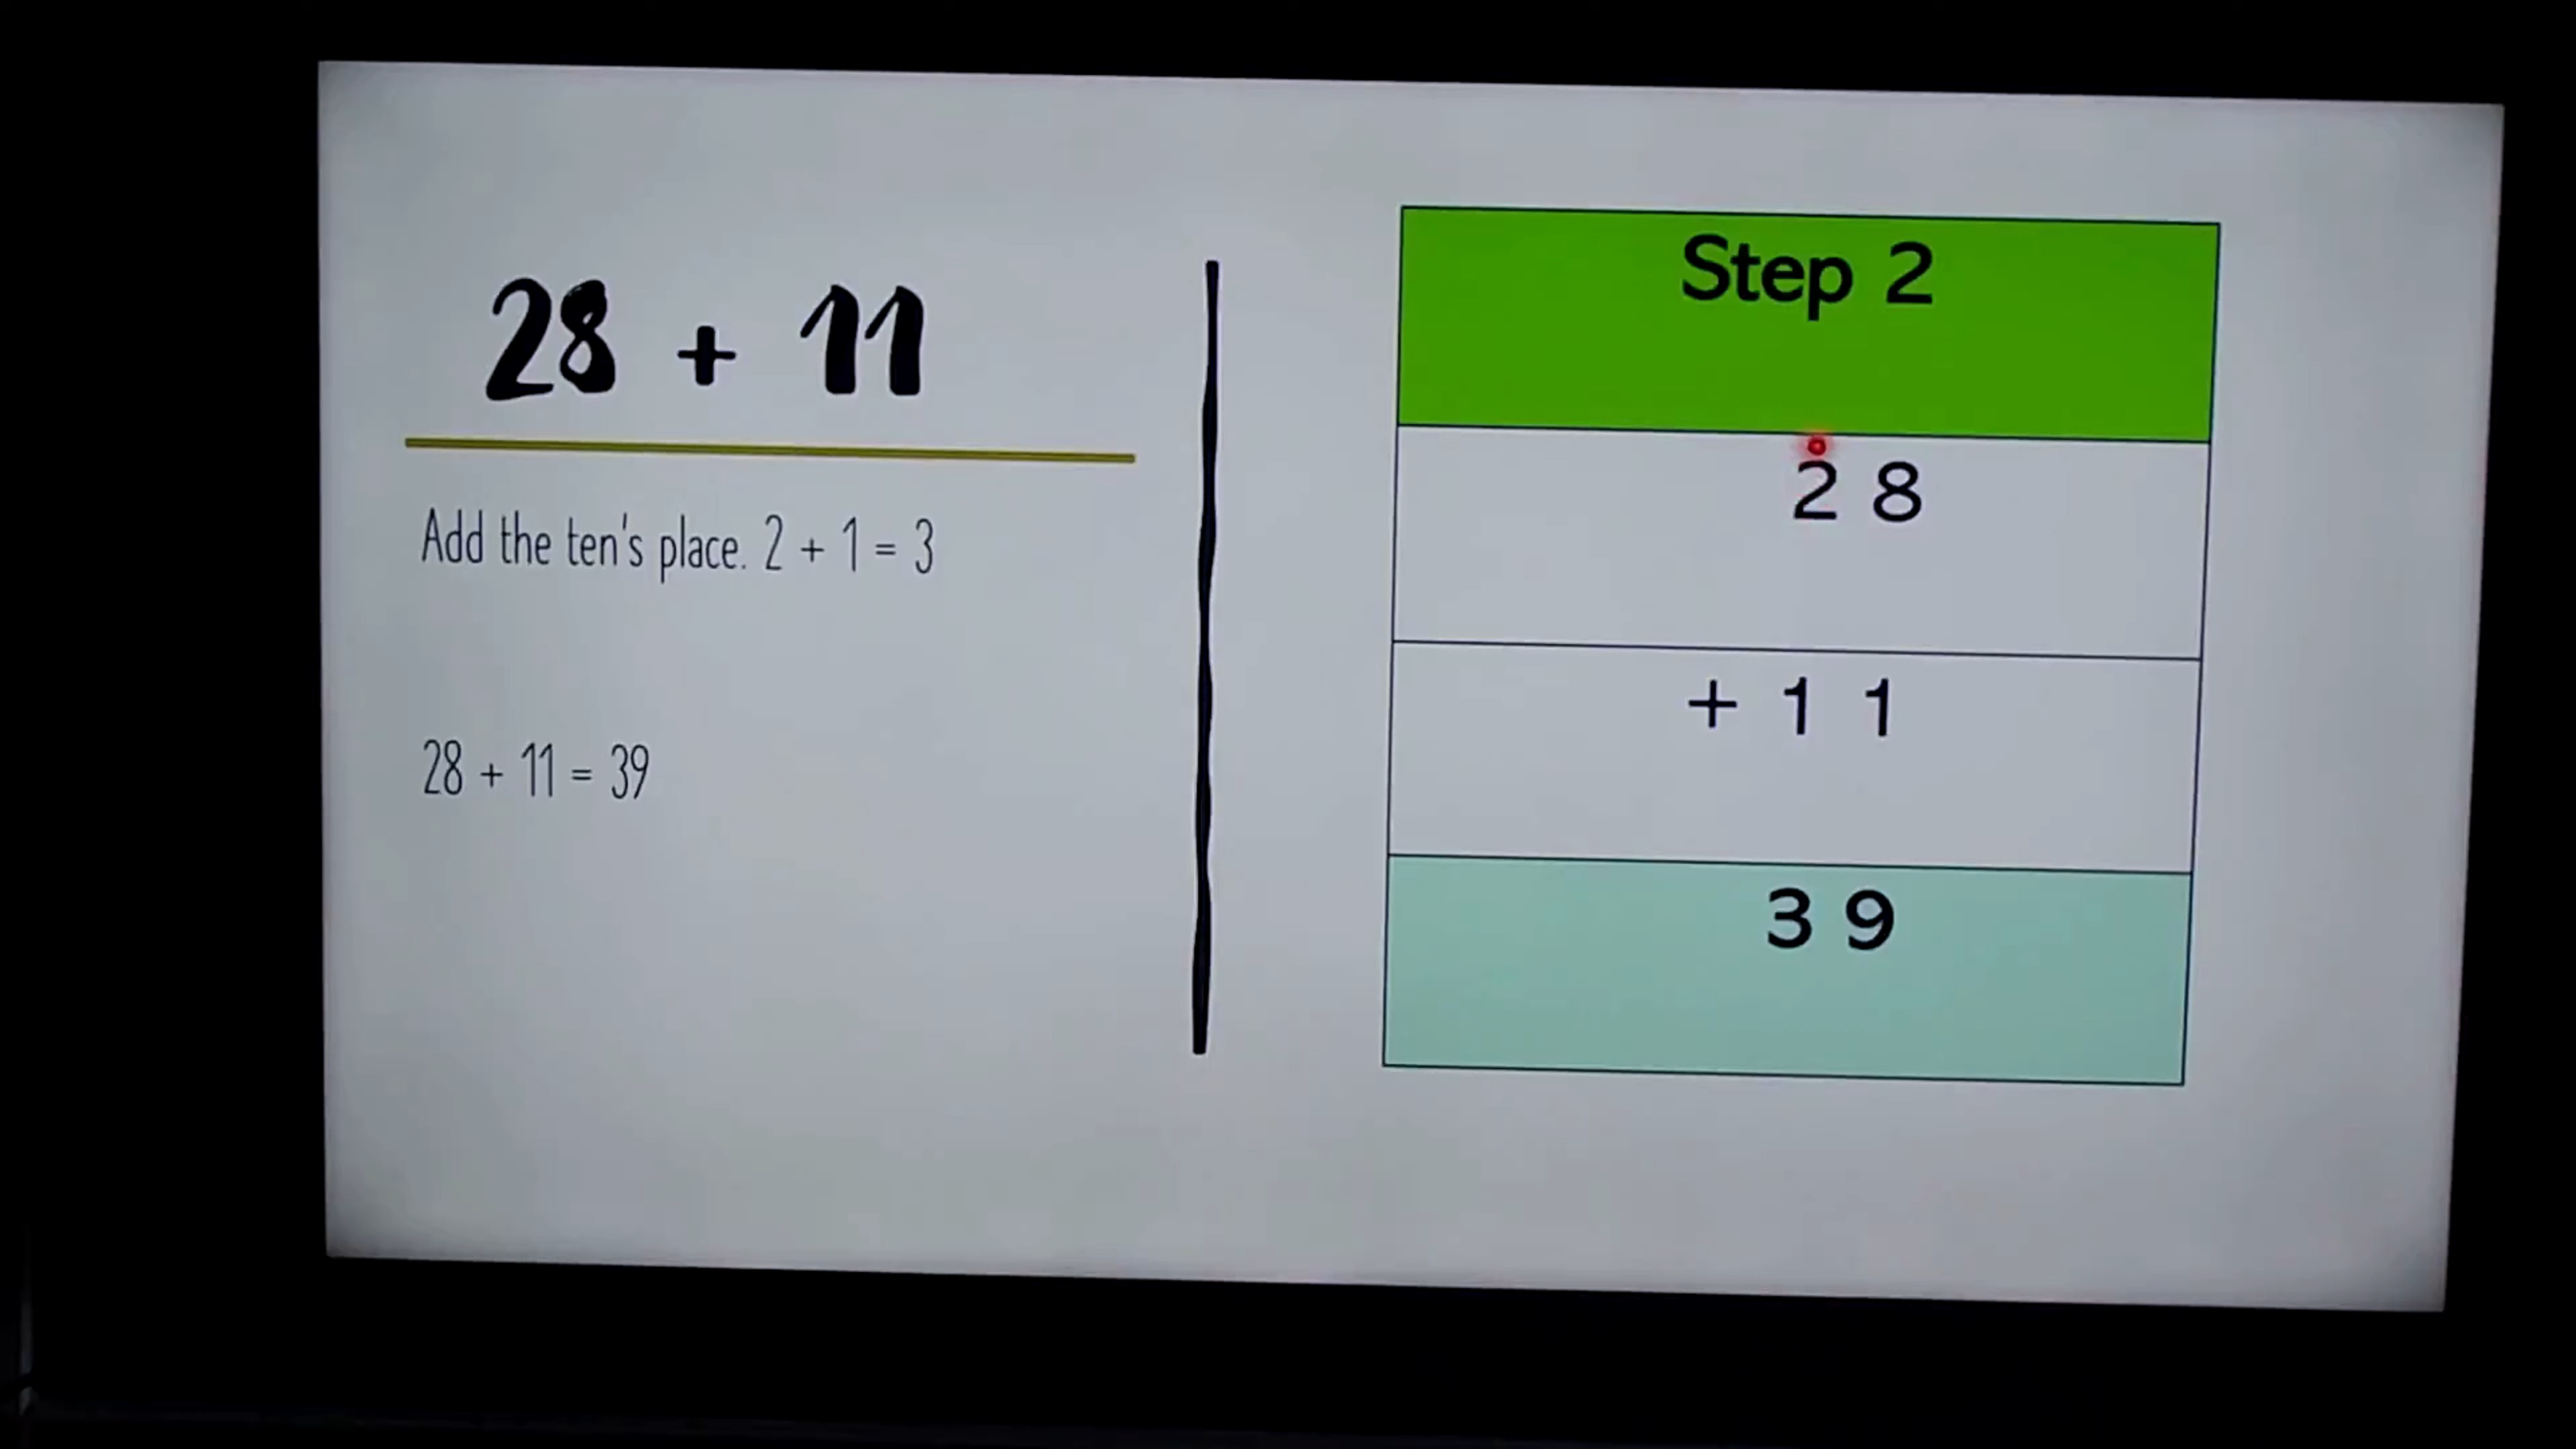 28 + 11
Add the ten's place. 2 + 1 = 3
28 + 11 = 39
Step 2
2 8
+ 1 1
3 9